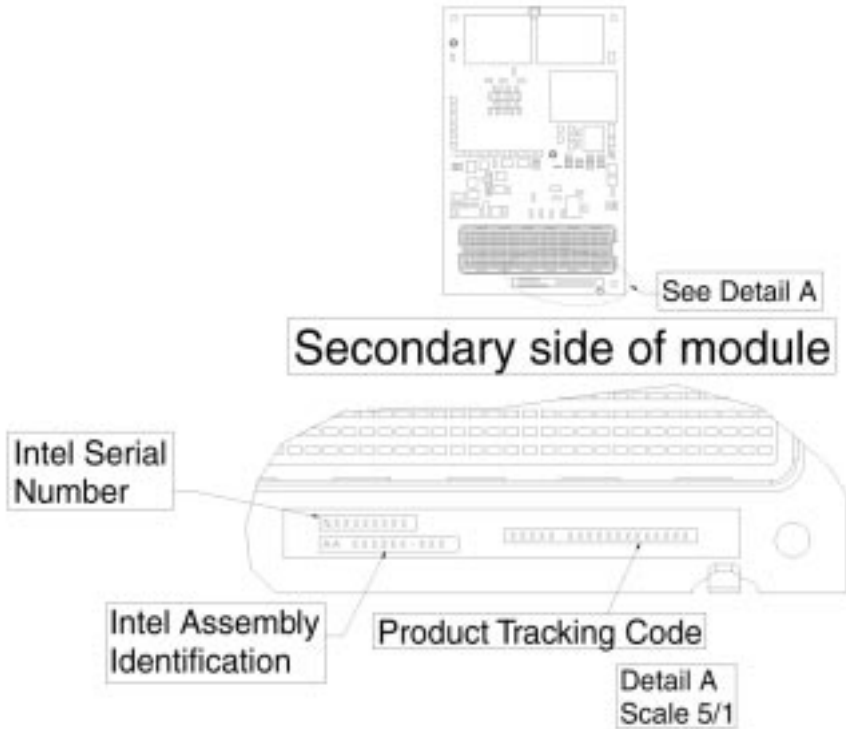 See Detail A
Secondary side of module
Intel Serial
Number
Intel Assembly
Identification
Product Tracking Code
Detail A
Scale 5/1